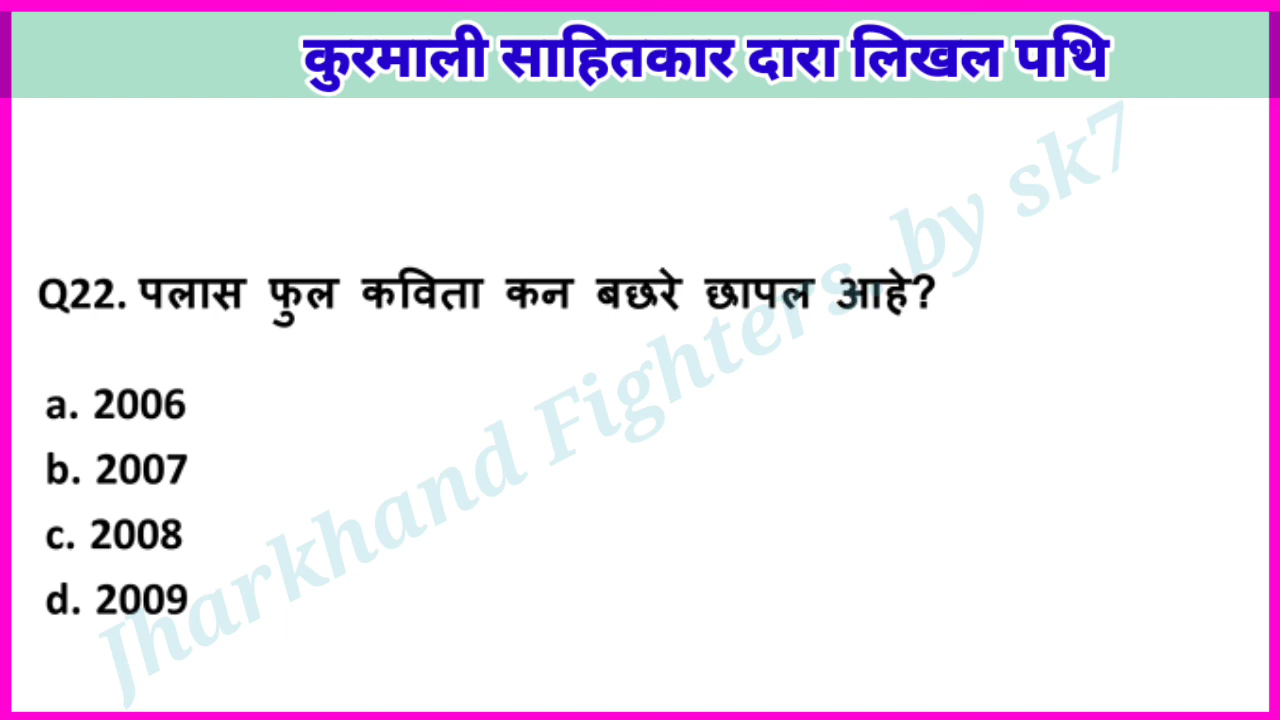 कुरमाली साहितकार दारा लिखल पथि
Q22. पलास फुल कविता कन बछरे छापल आहे?
a. 2006
b. 2007
c. 2008
d. 2009
Jharkhand Fighters by sk7